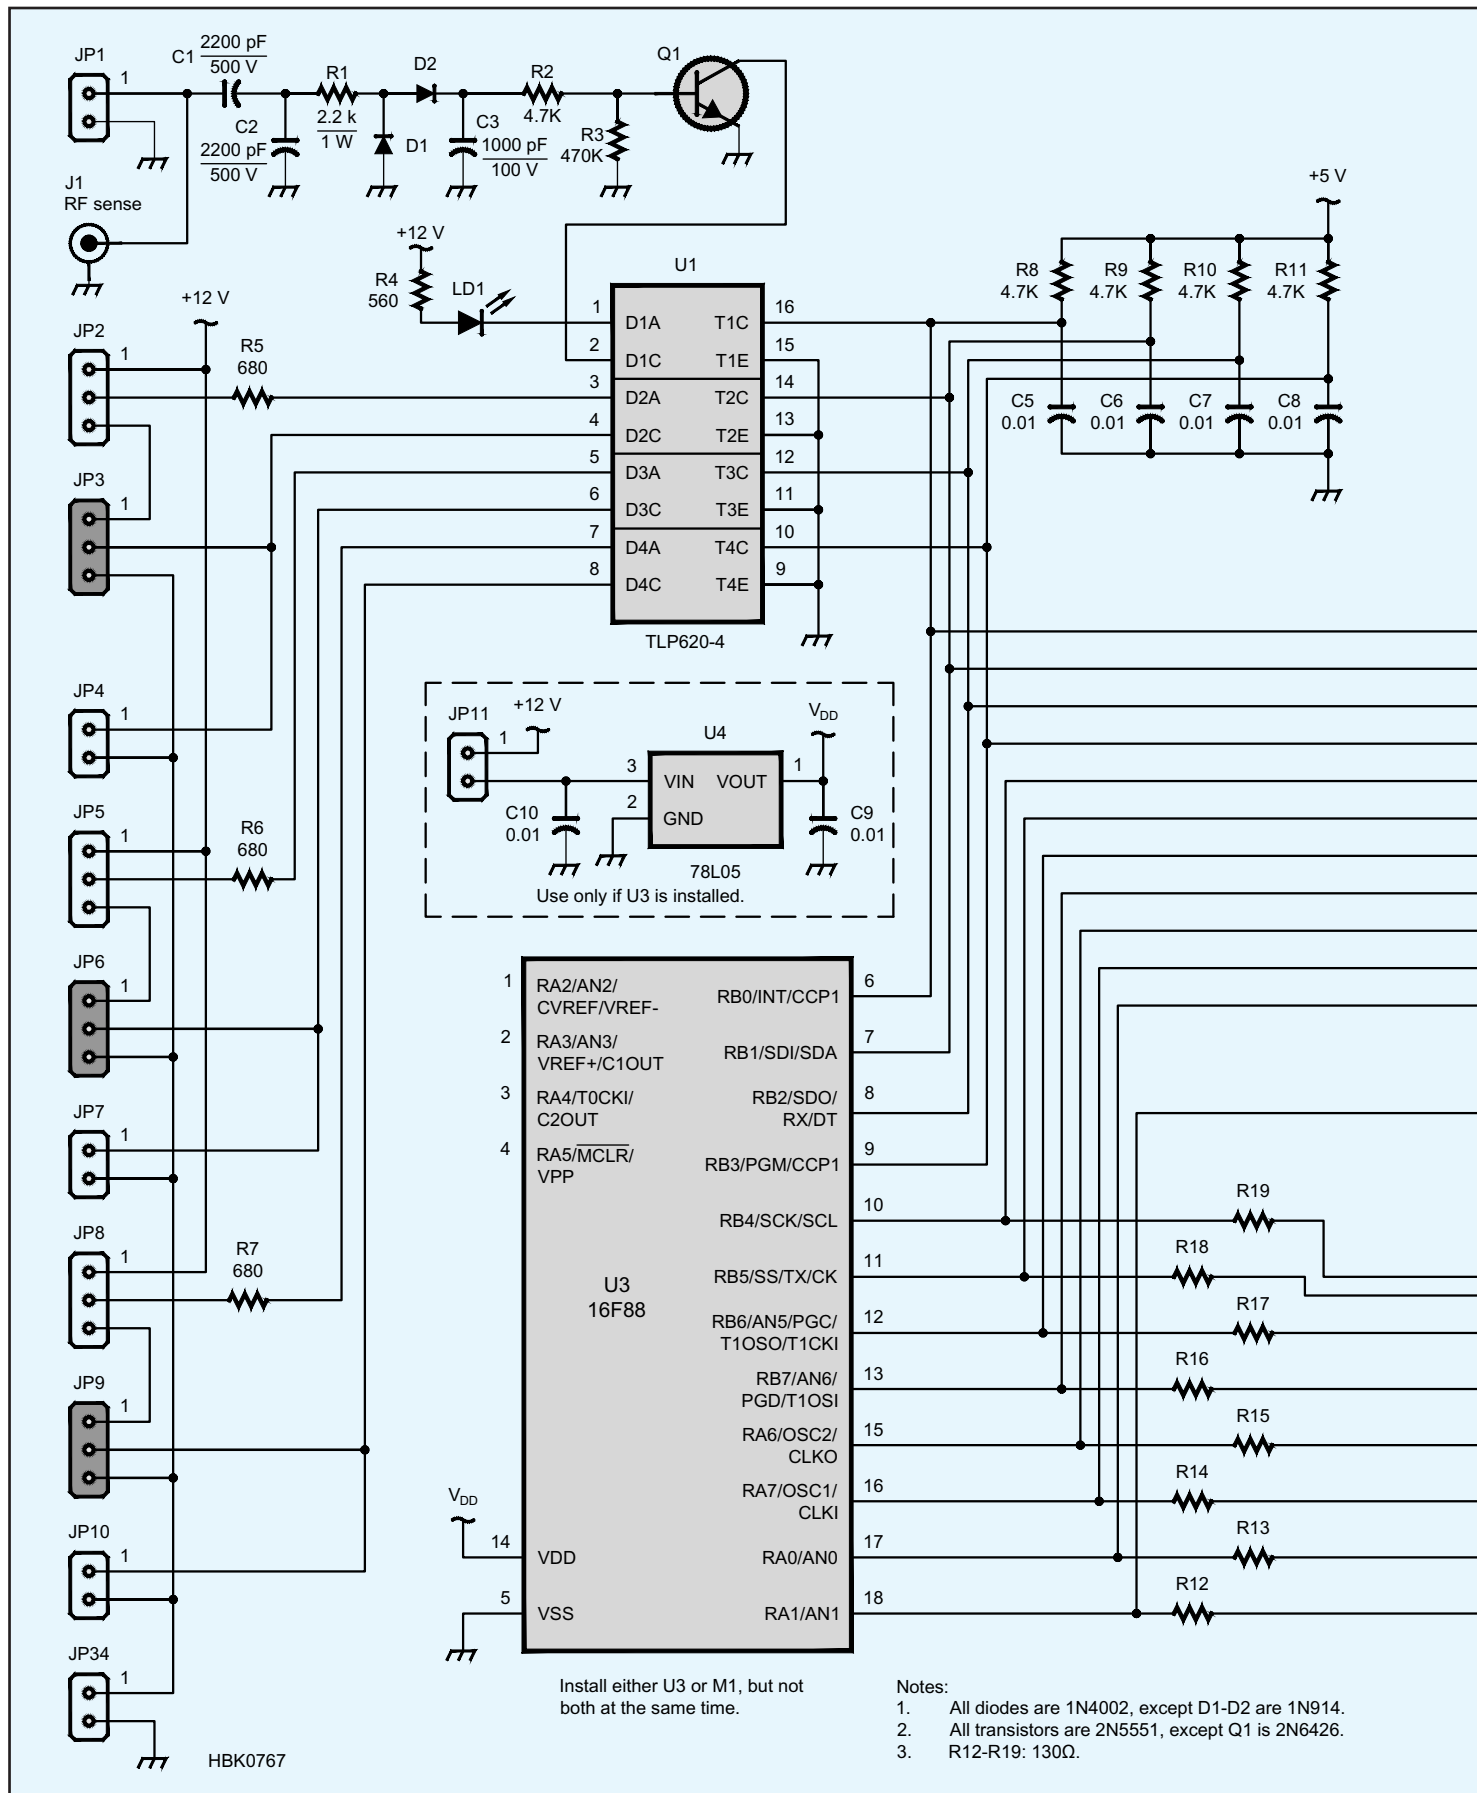 JP1
1
C1
2200 pF
500 V
R1
2.2 k
1 W
D2
R2
4.7K
Q1
C2
2200 pF
500 V
D1
C3
1000 pF
100 V
R3
470K
J1
RF sense
+12 V
R4
560
LD1
U1
+5 V
R8
4.7K
R9
4.7K
R10
4.7K
R11
4.7K
+12 V
JP2
1
R5
680
1
D1A
T1C
16
2
D1C
T1E
15
3
D2A
T2C
14
4
D2C
T2E
13
5
D3A
T3C
12
6
D3C
T3E
11
7
D4A
T4C
10
8
D4C
T4E
9
TLP620-4
C5
0.01
C6
0.01
C7
0.01
C8
0.01
JP3
1
JP4
1
JP11
1
+12 V
U4
VDD
3
VIN
VOUT
1
2
GND
C10
0.01
C9
0.01
78L05
Use only if U3 is installed.
JP5
1
R6
680
JP6
1
JP7
1
JP8
1
R7
680
JP9
1
JP10
1
JP34
1
1
RA2/AN2/
CVREF/VREF-
2
RA3/AN3/
VREF+/C1OUT
3
RA4/T0CKI/
C2OUT
4
RA5/MCLR/
VPP
U3
16F88
VDD
14
VDD
5
VSS
RB0/INT/CCP1
6
RB1/SDI/SDA
7
RB2/SDO/
RX/DT
8
RB3/PGM/CCP1
9
RB4/SCK/SCL
10
RB5/SS/TX/CK
11
RB6/AN5/PGC/
T1OSO/T1CKI
12
RB7/AN6/
PGD/T1OSI
13
RA6/OSC2/
CLKO
15
RA7/OSC1/
CLKI
16
RA0/AN0
17
RA1/AN1
18
R19
R18
R17
R16
R15
R14
R13
R12
Install either U3 or M1, but not
both at the same time.
Notes:
1. All diodes are 1N4002, except D1-D2 are 1N914.
2. All transistors are 2N5551, except Q1 is 2N6426.
3. R12-R19: 130Ω.
HBK0767